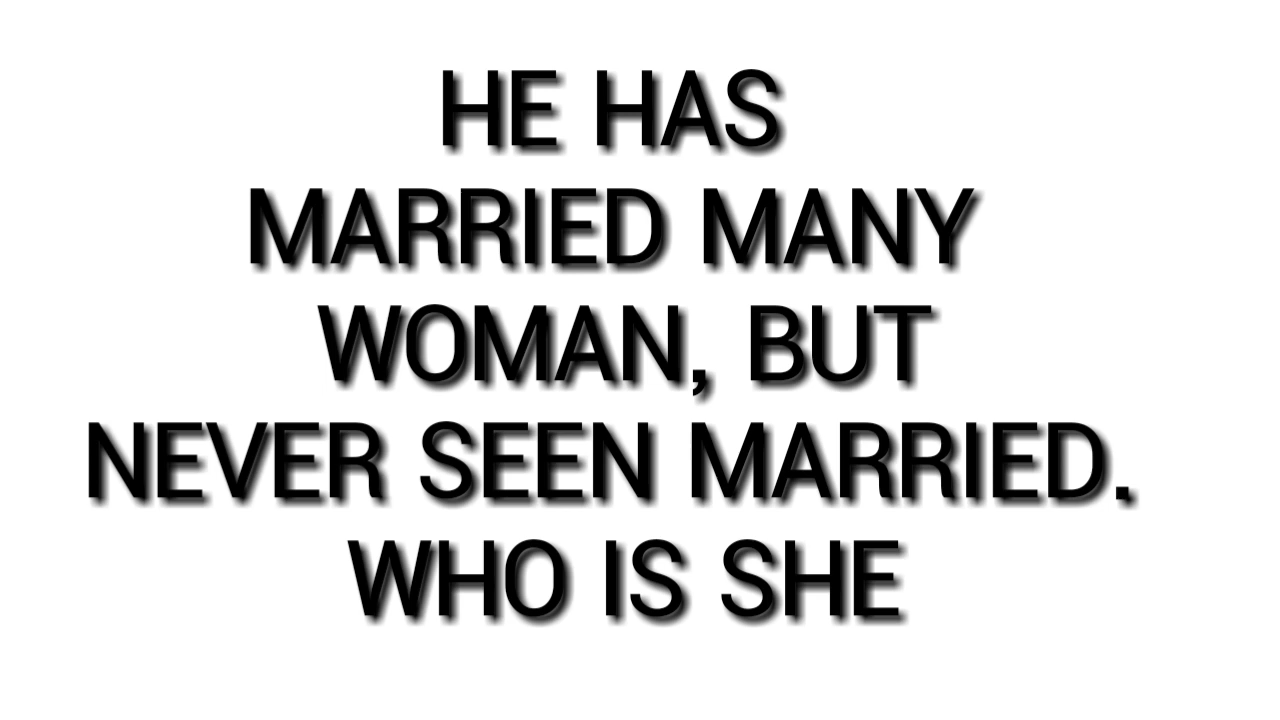 HE HAS
MARRIED MANY
WOMAN, BUT
NEVER SEEN MARRIED.
WHO IS SHE